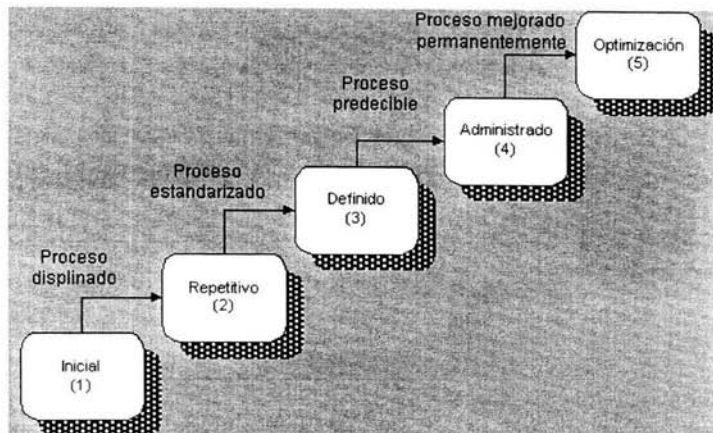 Proceso mejorado
permanentemente
Optimización
(5)
Proceso
predecible
Administrado
(4)
Proceso
estandarizado
Definido
(3)
Proceso
displinado
Repetitivo
(2)
Inicial
(1)